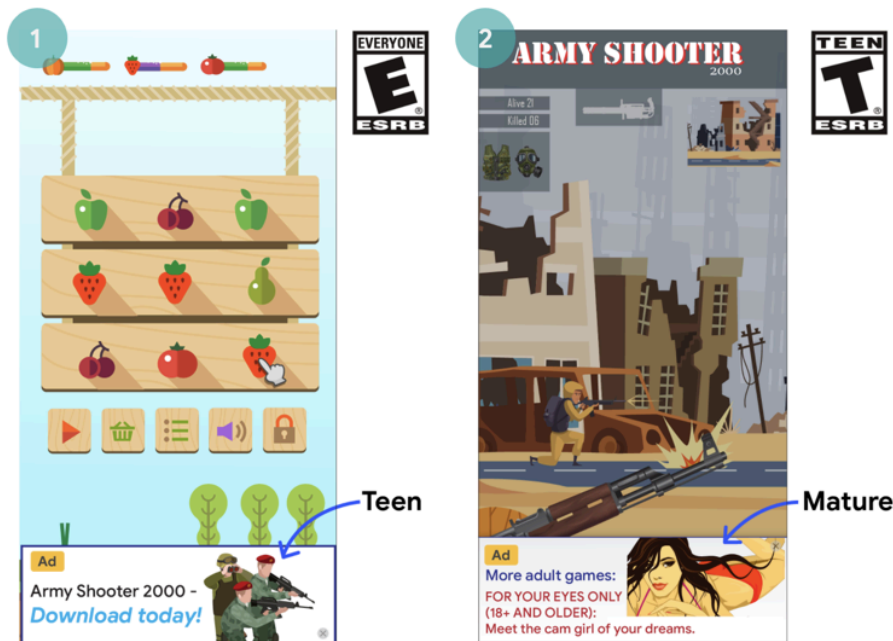 1
EVERYONE
E
®
ESRB
Ad
Army Shooter 2000 -
Download today!
Teen
2
ARMY SHOOTER
2000
Alive 21
Killed 06
TEEN
T
®
ESRB
Ad
More adult games:
FOR YOUR EYES ONLY
(18+ AND OLDER):
Meet the cam girl of your dreams.
Mature